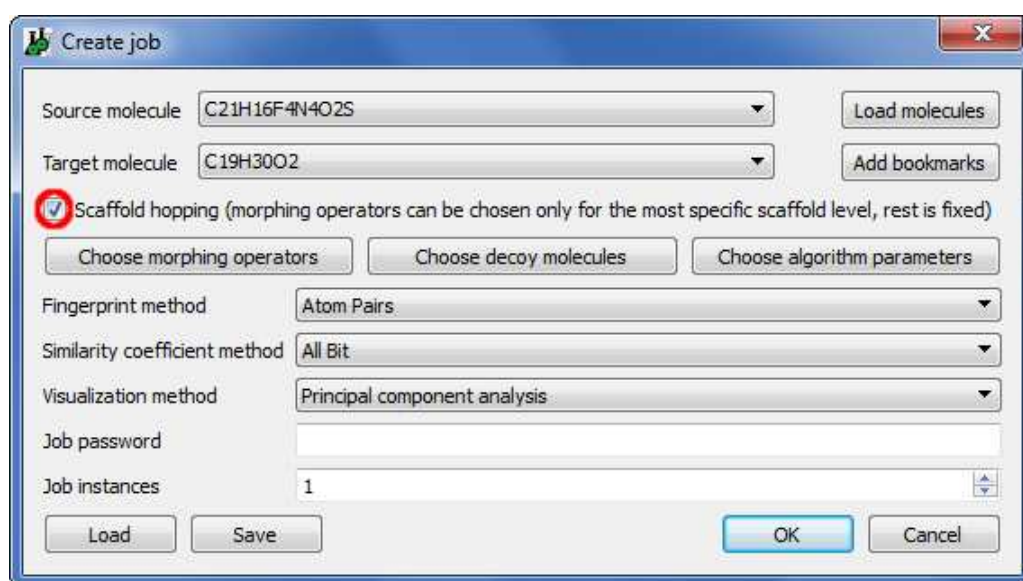 Create job
Source molecule C21H16F4N4O2S Load molecules
Target molecule C19H30O2 Add bookmarks
Scaffold hopping (morphing operators can be chosen only for the most specific scaffold level, rest is fixed)
Choose morphing operators Choose decoy molecules Choose algorithm parameters
Fingerprint method Atom Pairs
Similarity coefficient method All Bit
Visualization method Principal component analysis
Job password
Job instances 1
Load Save OK Cancel